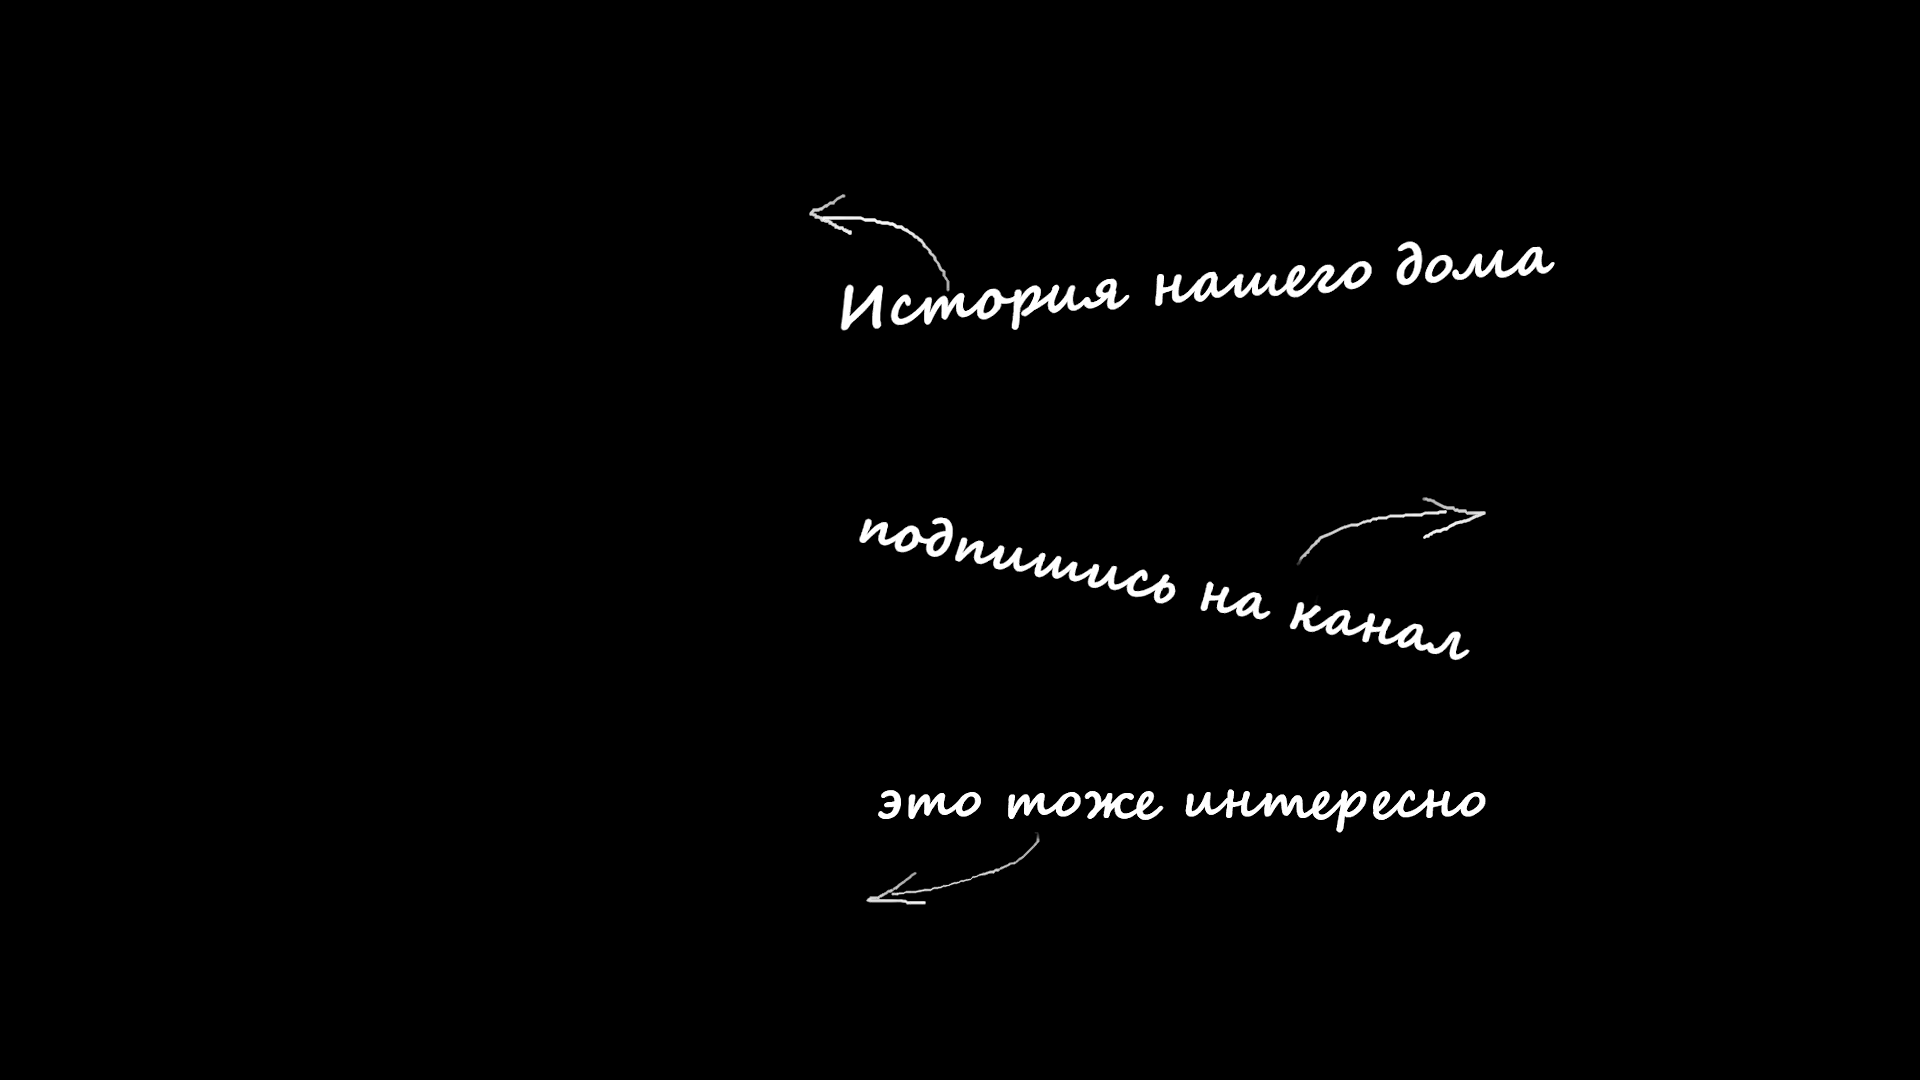 История нашего дома
подпишись на канал
это тоже интересно